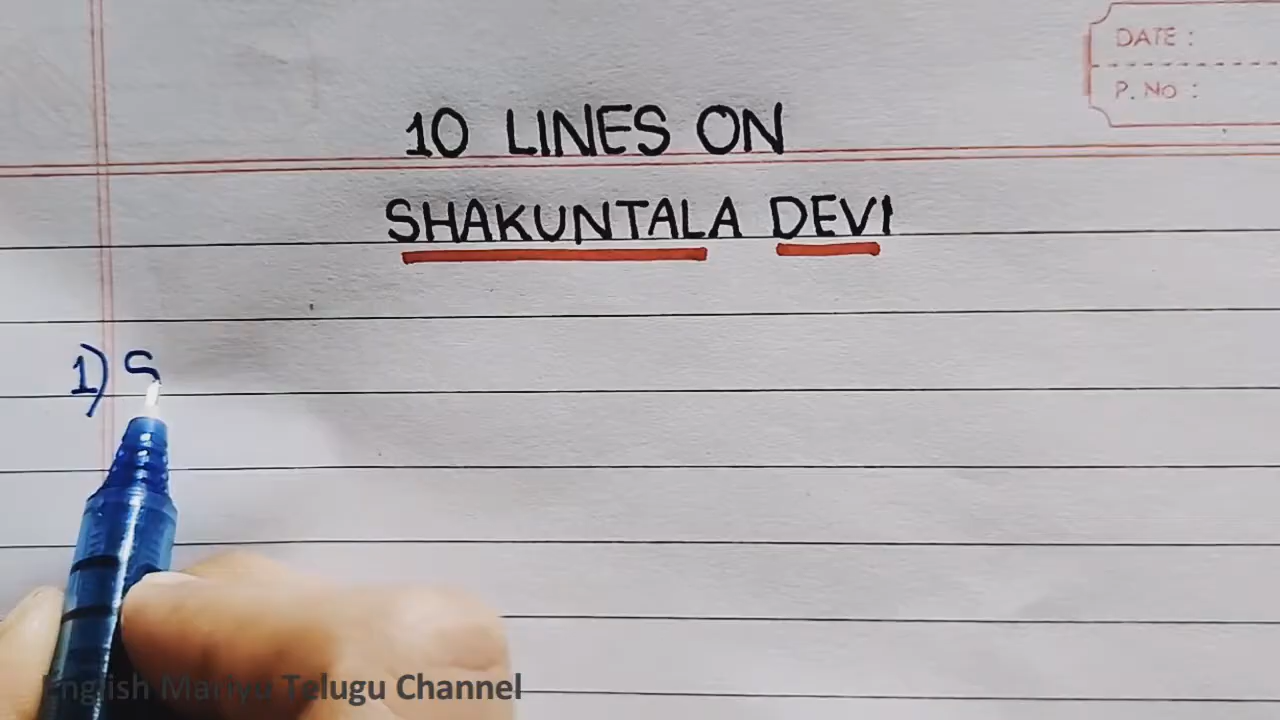 DATE :
P. No :
10 LINES ON
SHAKUNTALA DEVI
1) S
English Mariyu Telugu Channel